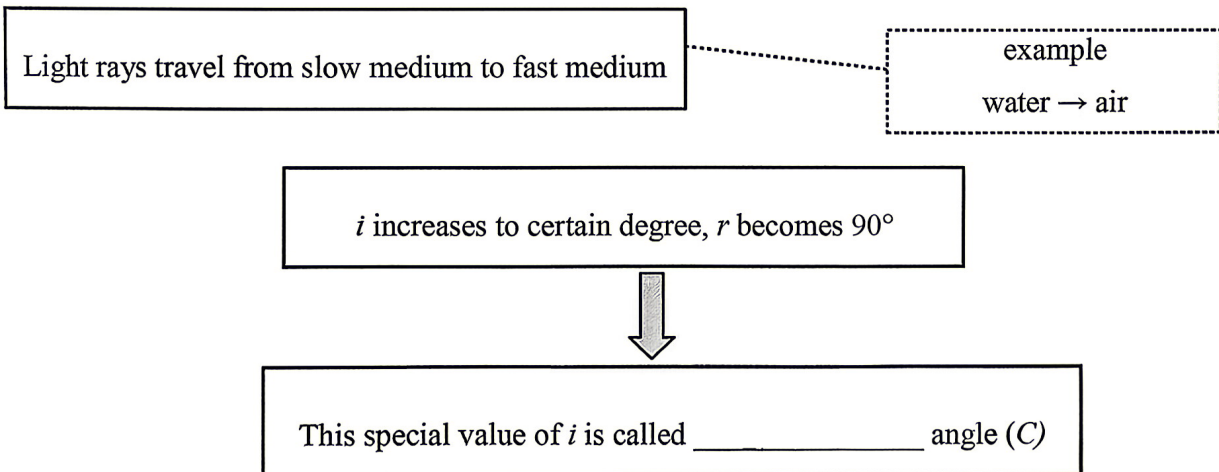 Light rays travel from slow medium to fast medium
example
water → air
i increases to certain degree, r becomes 90°
This special value of i is called ____________ angle (C)